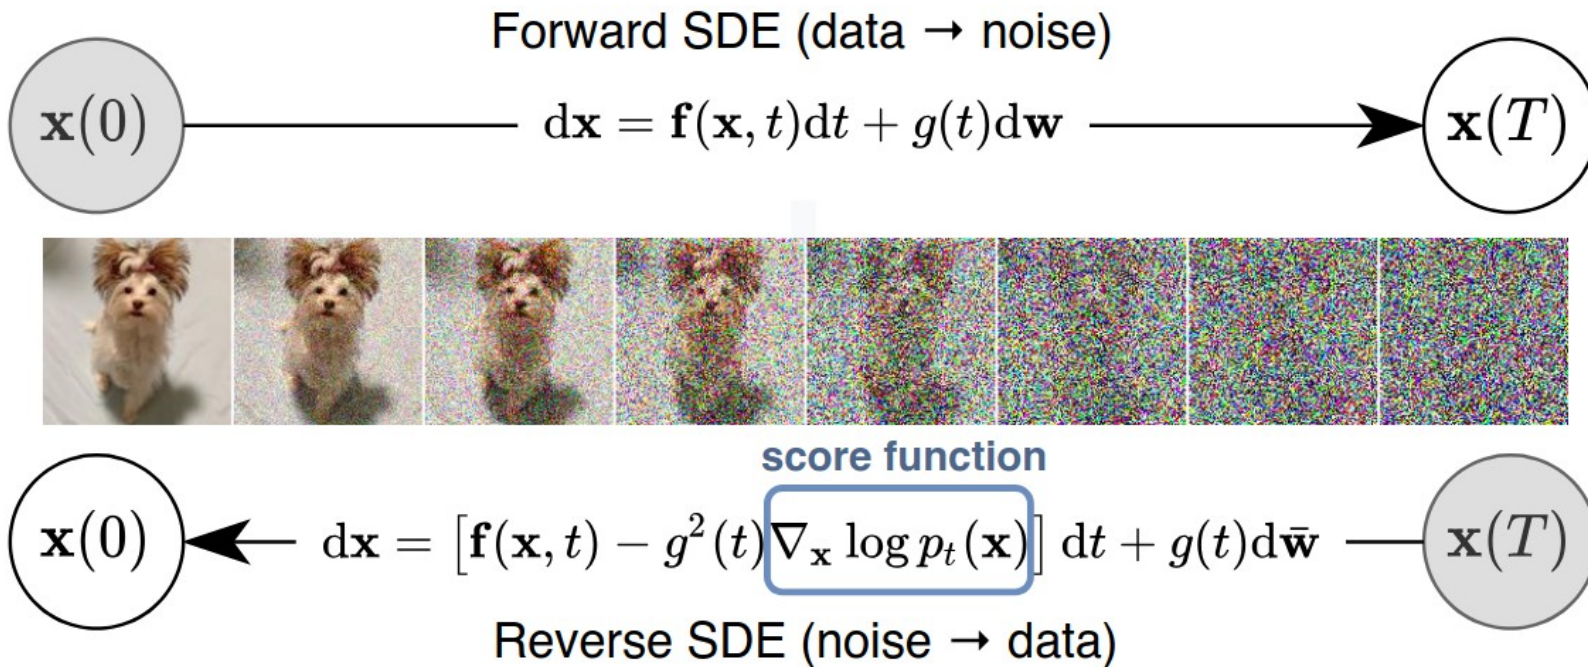 Forward SDE (data → noise)
x(0) dx = f(x, t)dt + g(t)dw x(T)
score function
x(0) dx = [f(x, t) − g²(t)∇ₓ log pₜ(x)] dt + g(t)dw̄ x(T)
Reverse SDE (noise → data)